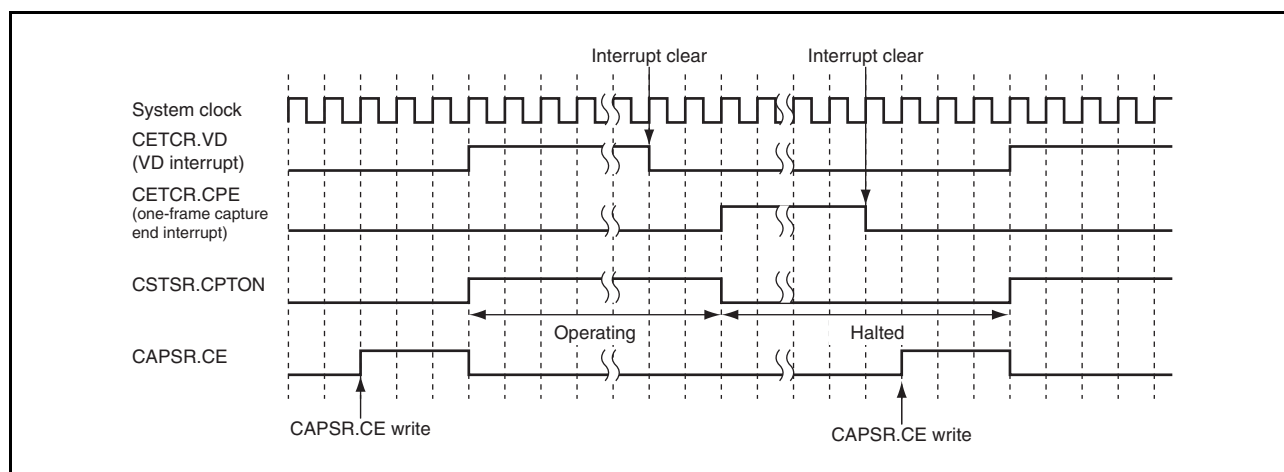 Interrupt clear Interrupt clear
System clock
CETCR.VD
(VD interrupt)
CETCR.CPE
(one-frame capture
end interrupt)
CSTSR.CPTON
Operating Halted
CAPSR.CE
CAPSR.CE write CAPSR.CE write